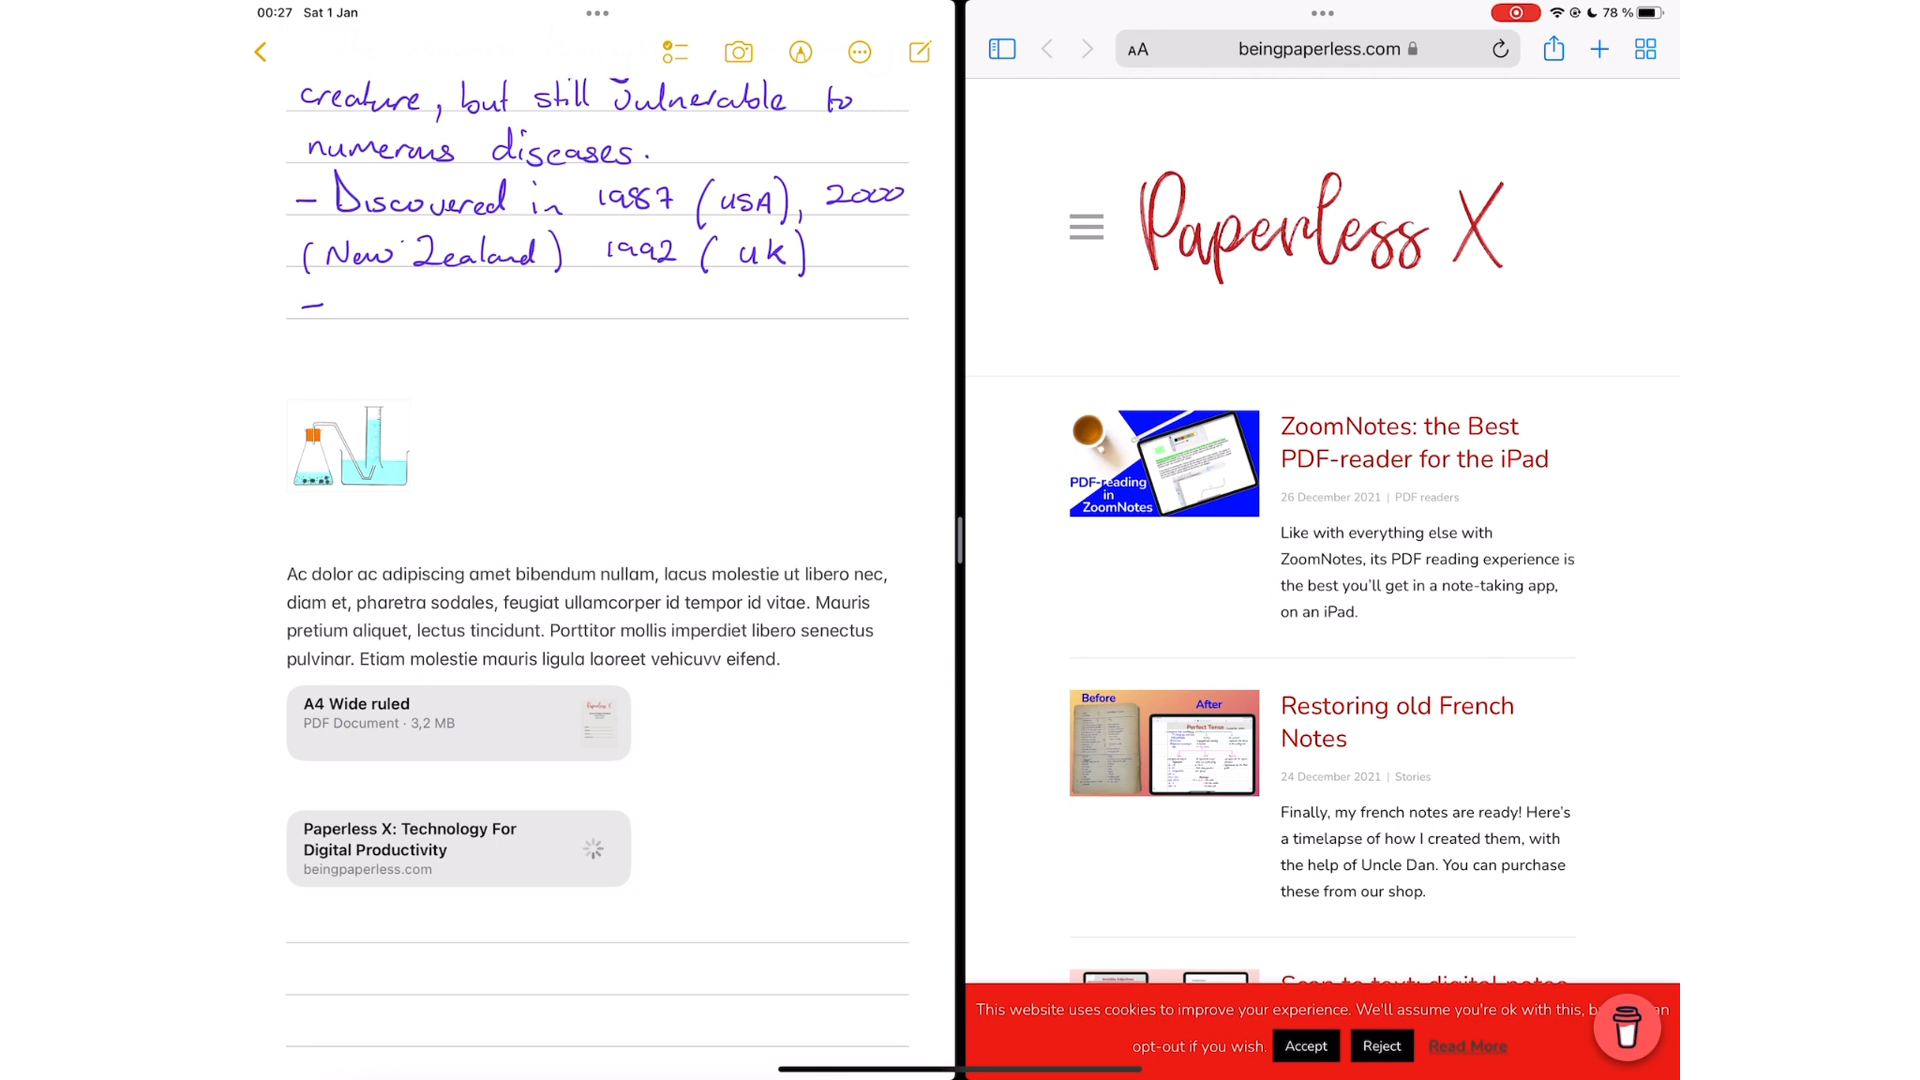 00:27 Sat 1 Jan
creature, but still vulnerable to
numerous diseases.
- Discovered in 1987 (USA), 2000
(New Zealand) 1992 (UK)
-
Ac dolor ac adipiscing amet bibendum nullam, lacus molestie ut libero nec,
diam et, pharetra sodales, feugiat ullamcorper id tempor id vitae. Mauris
pretium aliquet, lectus tincidunt. Porttitor mollis imperdiet libero senectus
pulvinar. Etiam molestie mauris ligula laoreet vehicuvv eifend.
A4 Wide ruled
PDF Document · 3,2 MB
Paperless X
Paperless X: Technology For
Digital Productivity
beingpaperless.com
78 %
AA
beingpaperless.com
Paperless X
PDF-reading
in
ZoomNotes
ZoomNotes: the Best
PDF-reader for the iPad
26 December 2021 | PDF readers
Like with everything else with
ZoomNotes, its PDF reading experience is
the best you'll get in a note-taking app,
on an iPad.
Before
After
Perfect Tense
Restoring old French
Notes
24 December 2021 | Stories
Finally, my french notes are ready! Here's
a timelapse of how I created them, with
the help of Uncle Dan. You can purchase
these from our shop.
Scan to text: digital notes
This website uses cookies to improve your experience. We'll assume you're ok with this, b
opt-out if you wish.
Accept
Reject
Read More